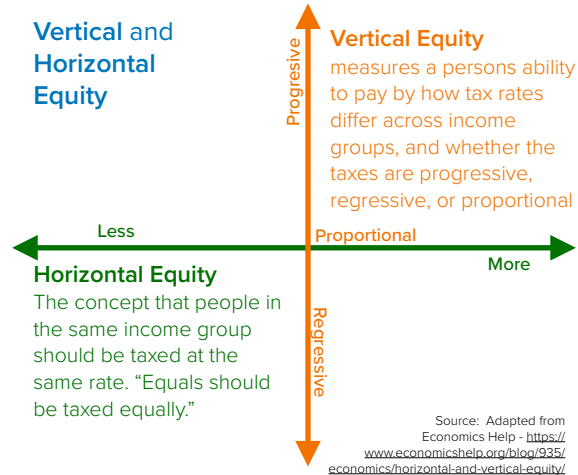 Vertical and
Horizontal
Equity
Progresive
Vertical Equity
measures a persons ability
to pay by how tax rates
differ across income
groups, and whether the
taxes are progressive,
regressive, or proportional
Less
Proportional
More
Horizontal Equity
The concept that people in
the same income group
should be taxed at the
same rate. “Equals should
be taxed equally.”
Regressive
Source: Adapted from
Economics Help - https://
www.economicshelp.org/blog/935/
economics/horizontal-and-vertical-equity/